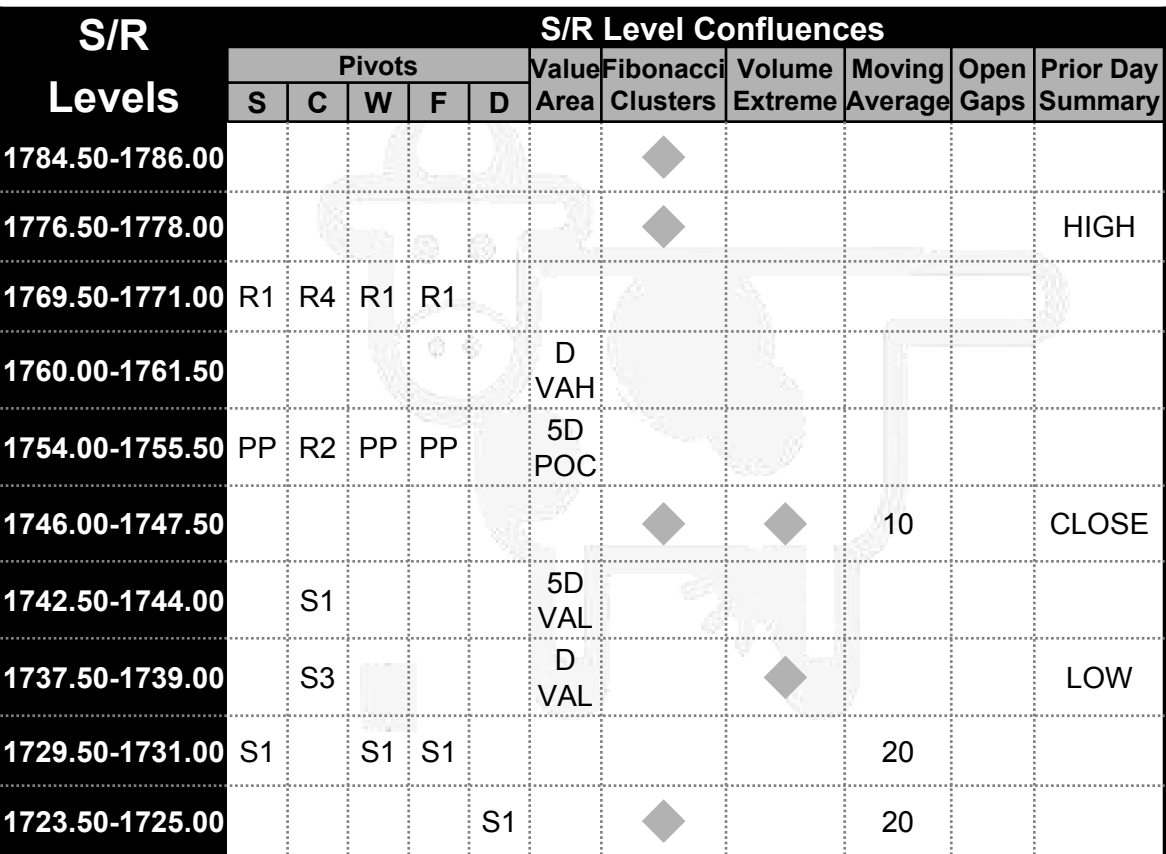 S/R Levels S/R Level Confluences
Pivots Value Area Fibonacci Clusters Volume Extreme Moving Average Open Gaps Prior Day Summary
S C W F D
1784.50-1786.00
1776.50-1778.00 HIGH
1769.50-1771.00 R1 R4 R1 R1
1760.00-1761.50 D VAH
1754.00-1755.50 PP R2 PP PP 5D POC
1746.00-1747.50 10 CLOSE
1742.50-1744.00 S1 5D VAL
1737.50-1739.00 S3 D VAL LOW
1729.50-1731.00 S1 S1 S1 20
1723.50-1725.00 S1 20